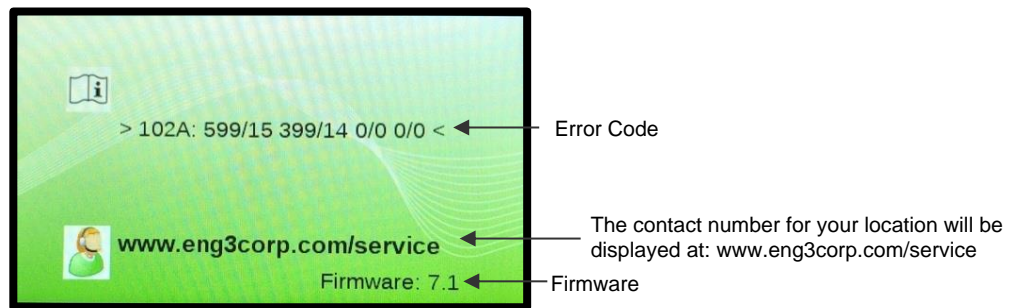 > 102A: 599/15 399/14 0/0 0/0 <
Error Code
www.eng3corp.com/service
The contact number for your location will be
displayed at: www.eng3corp.com/service
Firmware: 7.1
Firmware